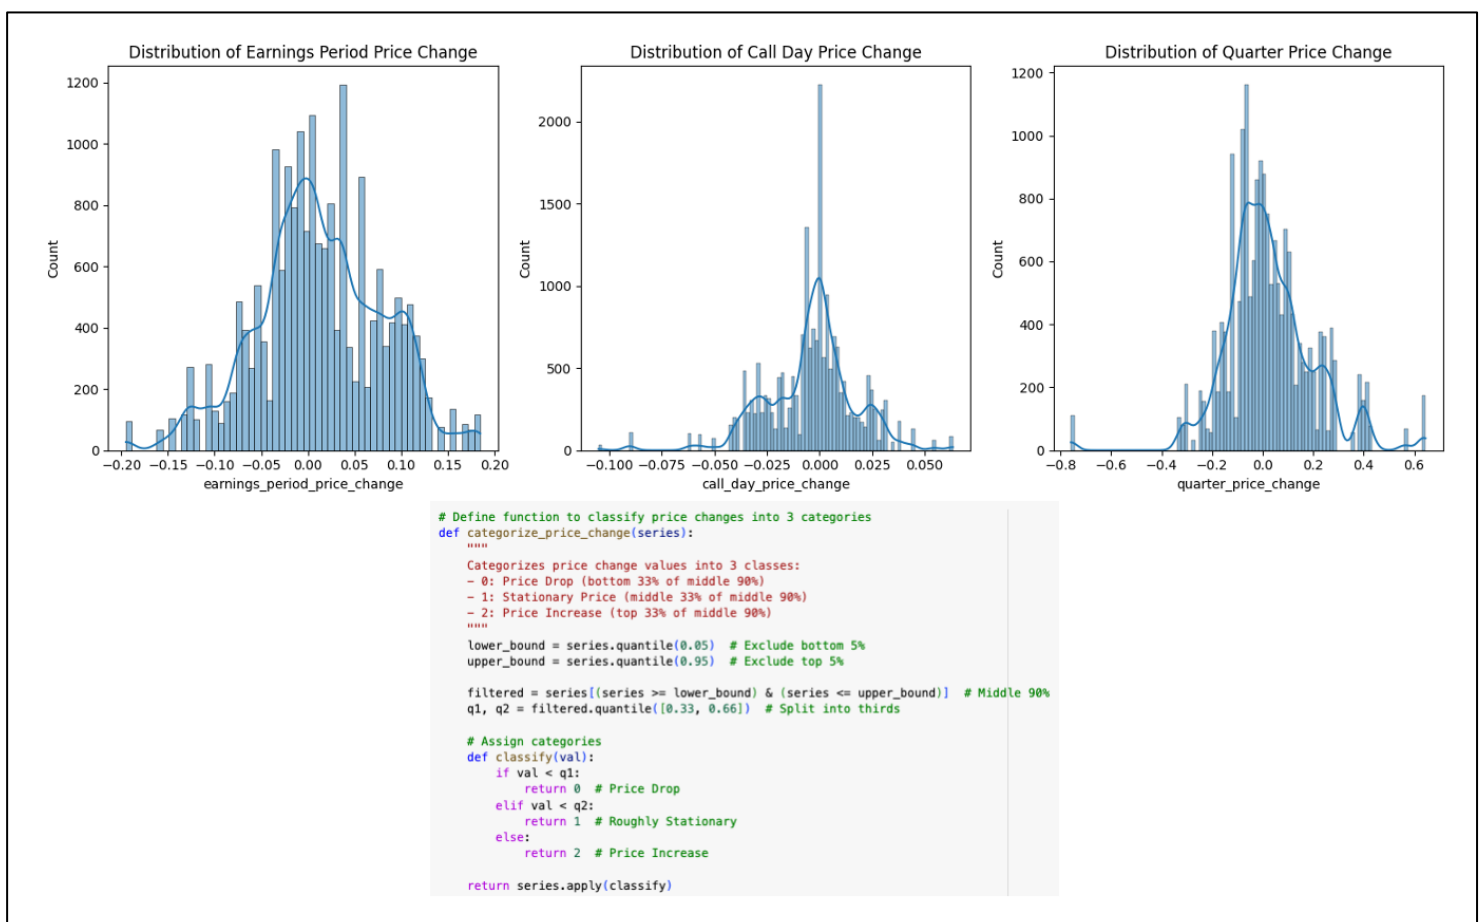 Distribution of Earnings Period Price Change
1200
1000
800
600
400
200
0
Count
−0.20 −0.15 −0.10 −0.05 0.00 0.05 0.10 0.15 0.20
earnings_period_price_change
Distribution of Call Day Price Change
2000
1500
1000
500
0
Count
−0.100 −0.075 −0.050 −0.025 0.000 0.025 0.050
call_day_price_change
Distribution of Quarter Price Change
1200
1000
800
600
400
200
0
Count
−0.8 −0.6 −0.4 −0.2 0.0 0.2 0.4 0.6
quarter_price_change
# Define function to classify price changes into 3 categories
def categorize_price_change(series):
"""
Categorizes price change values into 3 classes:
– 0: Price Drop (bottom 33% of middle 90%)
– 1: Stationary Price (middle 33% of middle 90%)
– 2: Price Increase (top 33% of middle 90%)
"""
lower_bound = series.quantile(0.05) # Exclude bottom 5%
upper_bound = series.quantile(0.95) # Exclude top 5%
filtered = series[(series >= lower_bound) & (series <= upper_bound)] # Middle 90%
q1, q2 = filtered.quantile([0.33, 0.66]) # Split into thirds
# Assign categories
def classify(val):
if val < q1:
return 0 # Price Drop
elif val < q2:
return 1 # Roughly Stationary
else:
return 2 # Price Increase
return series.apply(classify)